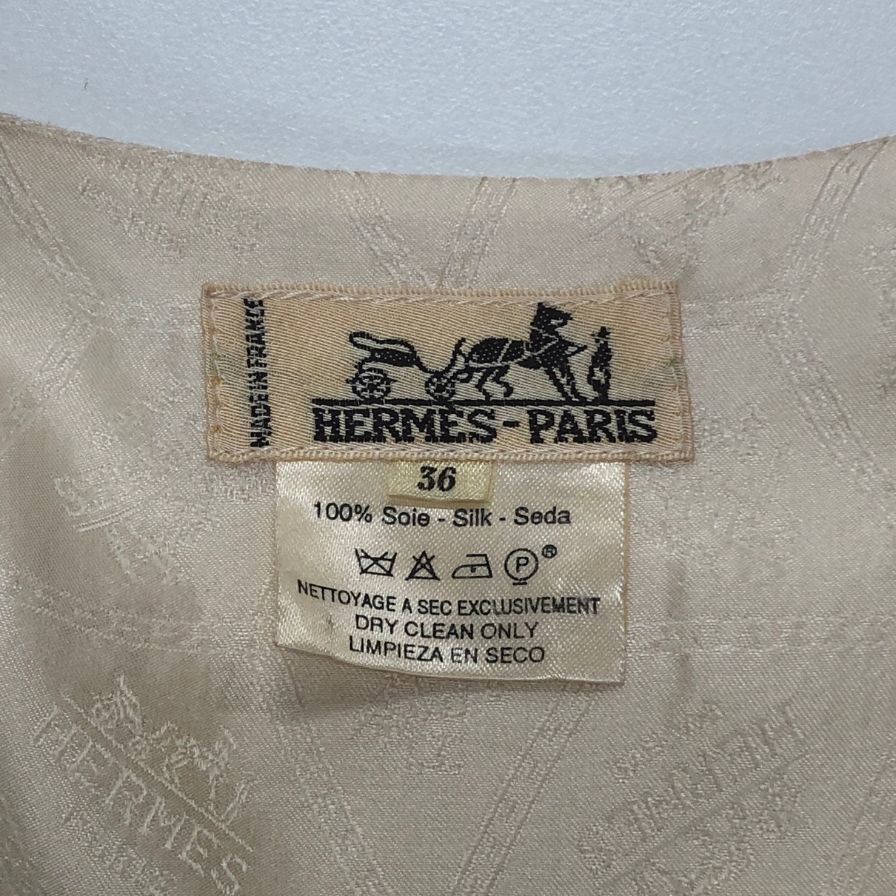 MADE IN FRANCE
HERMÈS-PARIS
36
100% Soie - Silk - Seda
P ®
NETTOYAGE A SEC EXCLUSIVEMENT
DRY CLEAN ONLY
LIMPIEZA EN SECO
HERMES
HERMES